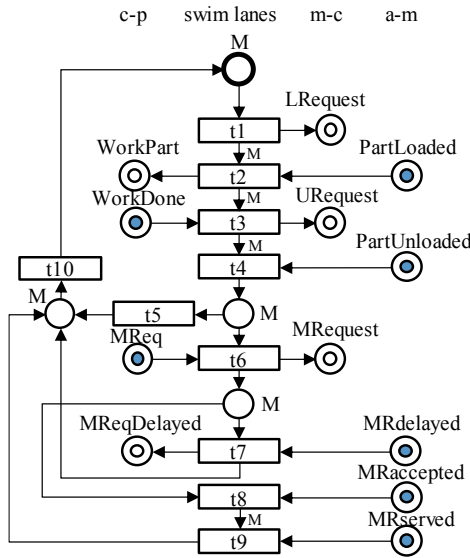 c-p swim lanes m-c a-m
M
LRequest
t1
M
WorkPart
PartLoaded
t2
M
WorkDone
URequest
t3
M
PartUnloaded
t4
t10
M
t5
M
MReq
MRequest
t6
M
MReqDelayed
MRdelayed
t7
MRaccepted
t8
M
MRserved
t9